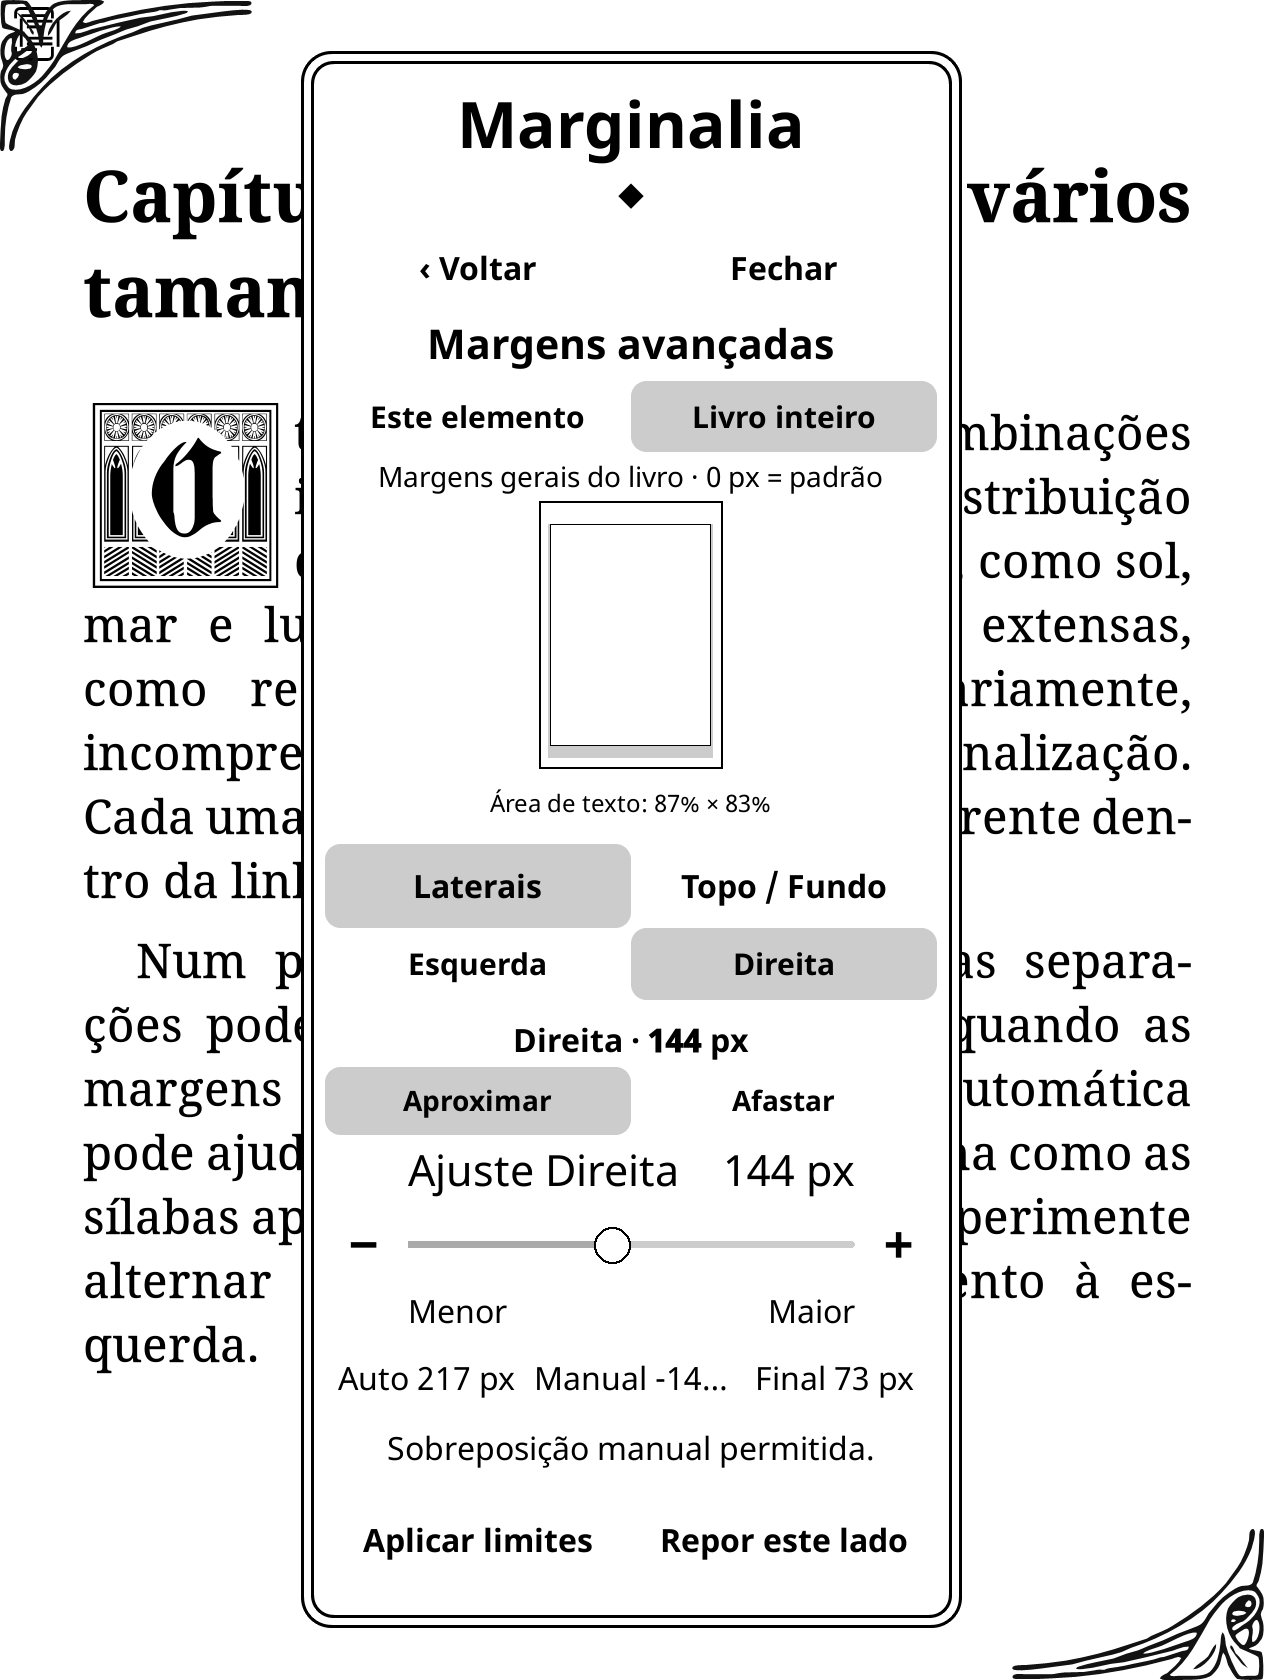 Marginalia
Capítu vários
‹ Voltar Fechar
taman
Margens avançadas
Este elemento Livro inteiro
mbinações
Margens gerais do livro · 0 px = padrão
stribuição
como sol,
mar e lu extensas,
como re riamente,
incompre nalização.
Área de texto: 87% × 83%
Cada uma rente den-
tro da linh
Laterais Topo / Fundo
Num p as separa-
Esquerda Direita
ções pode quando as
Direita · 144 px
margens utomática
Aproximar Afastar
pode ajud na como as
Ajuste Direita 144 px
sílabas ap perimente
− +
alternar ento à es-
Menor Maior
querda.
Auto 217 px Manual -14... Final 73 px
Sobreposição manual permitida.
Aplicar limites Repor este lado